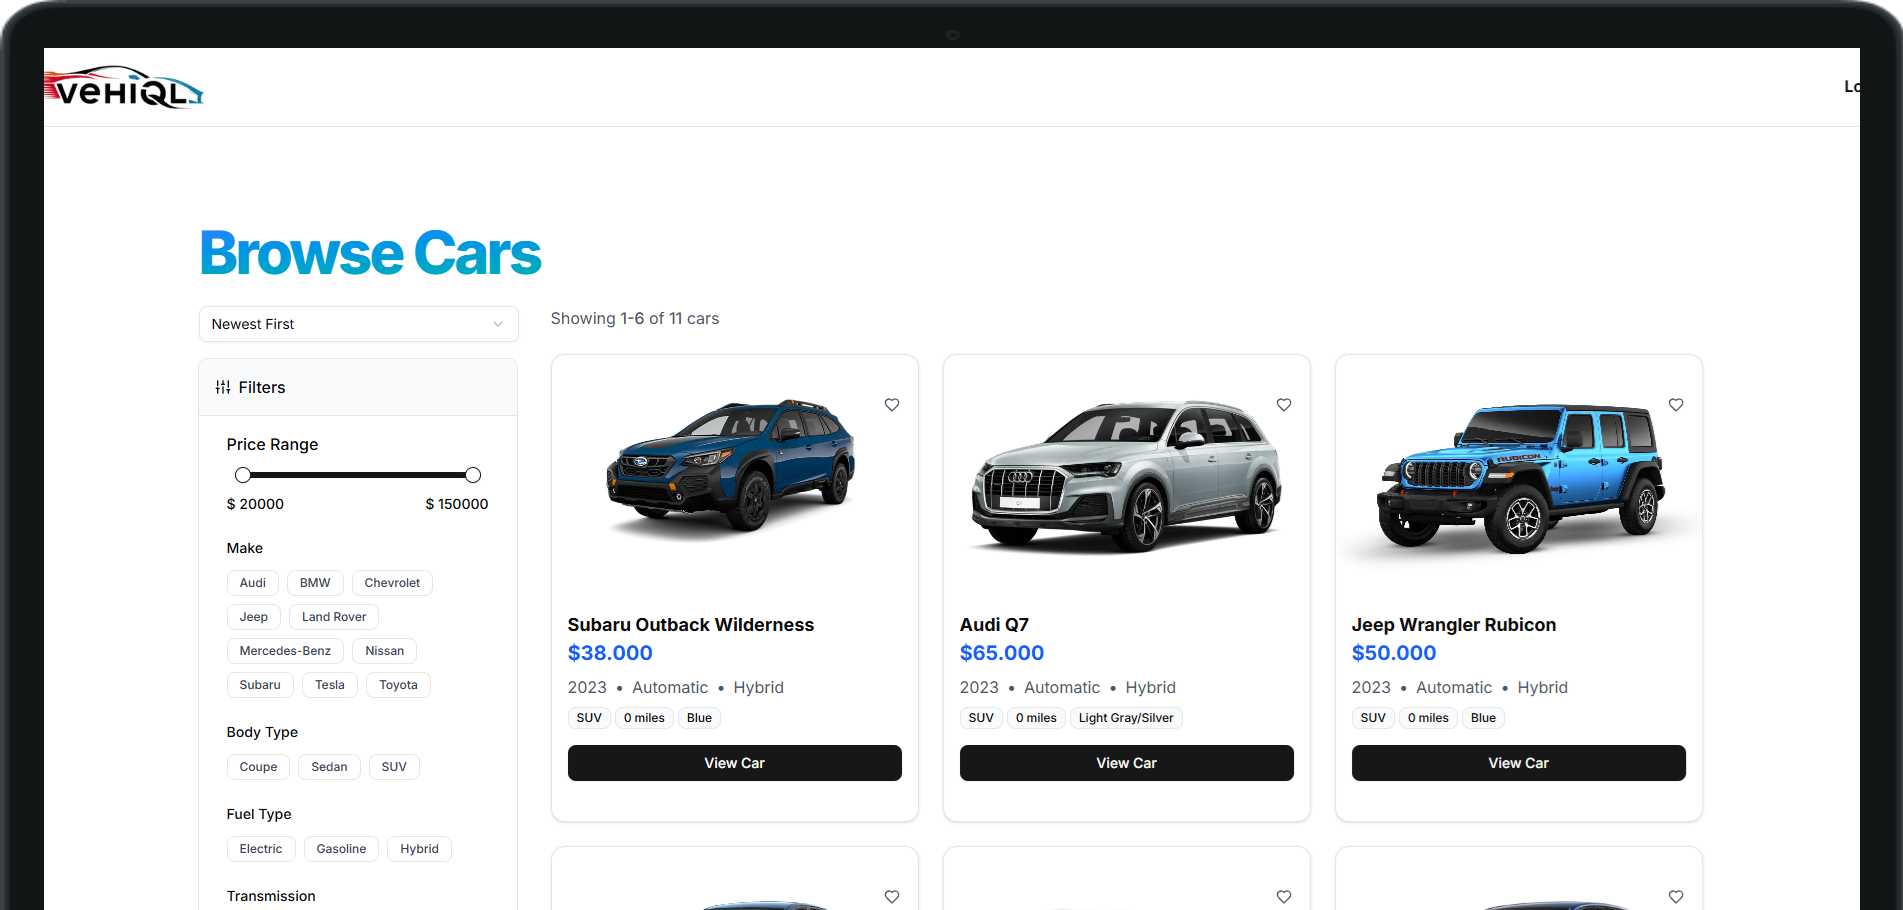 VEHIQL
Lo
Browse Cars
Newest First
Showing 1-6 of 11 cars
Filters
Price Range
$ 20000 $ 150000
Make
Audi BMW Chevrolet
Jeep Land Rover
Mercedes-Benz Nissan
Subaru Tesla Toyota
Body Type
Coupe Sedan SUV
Fuel Type
Electric Gasoline Hybrid
Transmission
Subaru Outback Wilderness
$38.000
2023 • Automatic • Hybrid
SUV 0 miles Blue
View Car
Q7
Audi Q7
$65.000
2023 • Automatic • Hybrid
SUV 0 miles Light Gray/Silver
View Car
RUBICON
Jeep Wrangler Rubicon
$50.000
2023 • Automatic • Hybrid
SUV 0 miles Blue
View Car